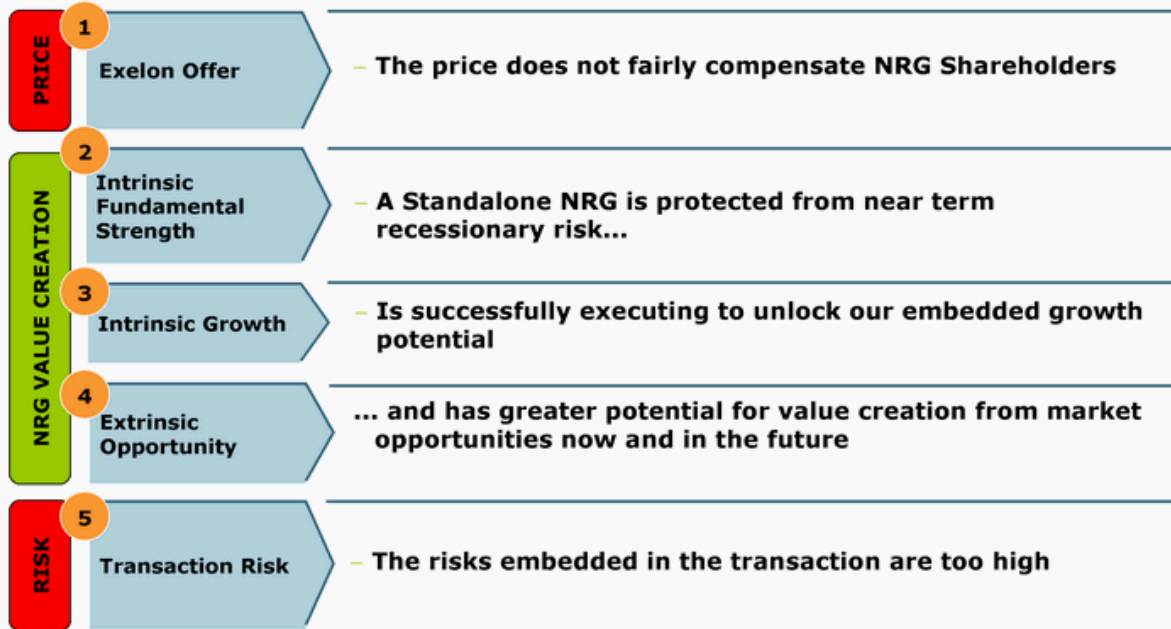 PRICE
1
Exelon Offer
– The price does not fairly compensate NRG Shareholders
NRG VALUE CREATION
2
Intrinsic
Fundamental
Strength
– A Standalone NRG is protected from near term
recessionary risk...
3
Intrinsic Growth
– Is successfully executing to unlock our embedded growth
potential
4
Extrinsic
Opportunity
... and has greater potential for value creation from market
opportunities now and in the future
RISK
5
Transaction Risk
– The risks embedded in the transaction are too high